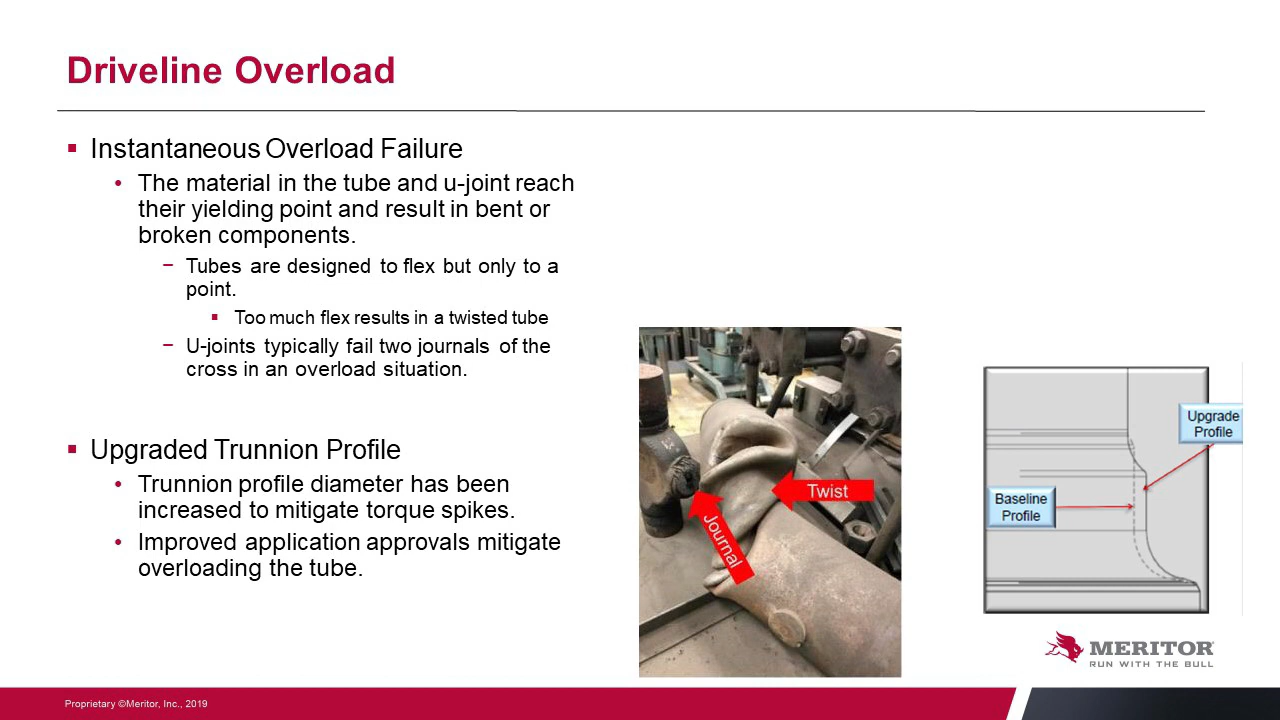 Driveline Overload
▪ Instantaneous Overload Failure
• The material in the tube and u-joint reach
their yielding point and result in bent or
broken components.
− Tubes are designed to flex but only to a
point.
▪ Too much flex results in a twisted tube
− U-joints typically fail two journals of the
cross in an overload situation.
▪ Upgraded Trunnion Profile
• Trunnion profile diameter has been
increased to mitigate torque spikes.
• Improved application approvals mitigate
overloading the tube.
Twist
Journal
Upgrade
Profile
Baseline
Profile
MERITOR
RUN WITH THE BULL
Proprietary ©Meritor, Inc., 2019